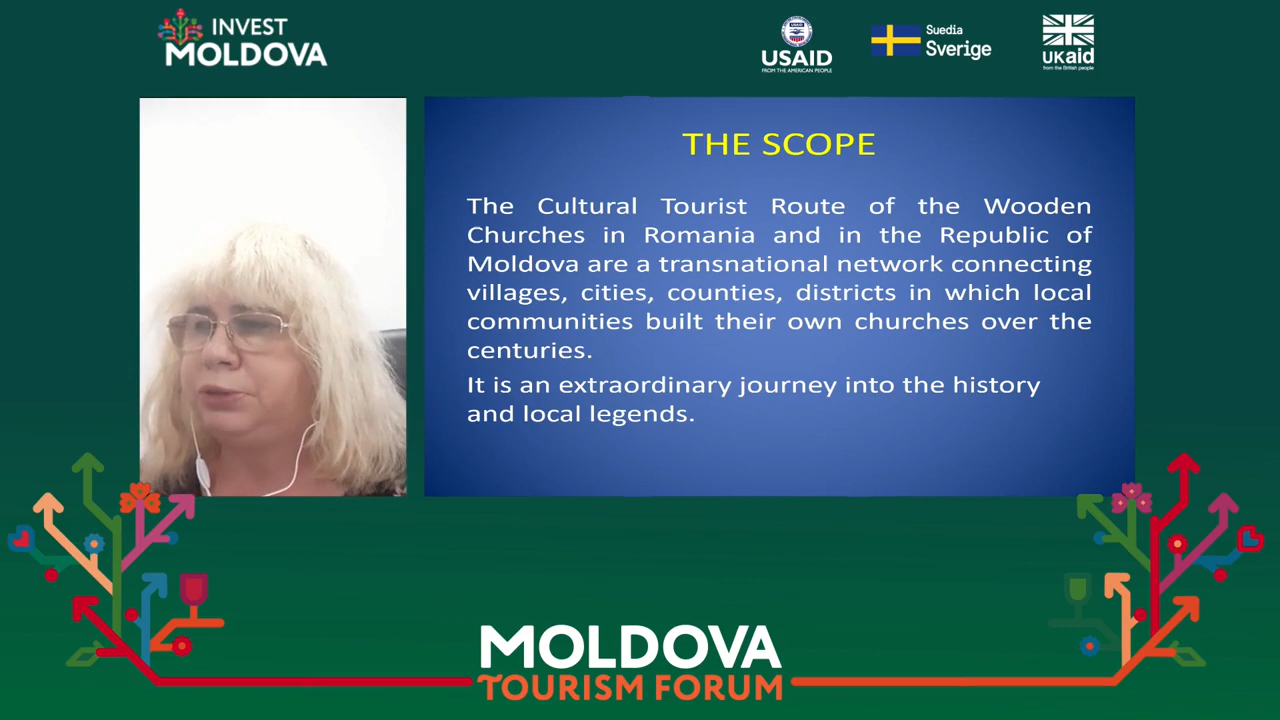 INVEST
MOLDOVA
USAID
FROM THE AMERICAN PEOPLE
Suedia
Sverige
UKaid
from the British people
THE SCOPE
The Cultural Tourist Route of the Wooden
Churches in Romania and in the Republic of
Moldova are a transnational network connecting
villages, cities, counties, districts in which local
communities built their own churches over the
centuries.
It is an extraordinary journey into the history
and local legends.
MOLDOVA
TOURISM FORUM